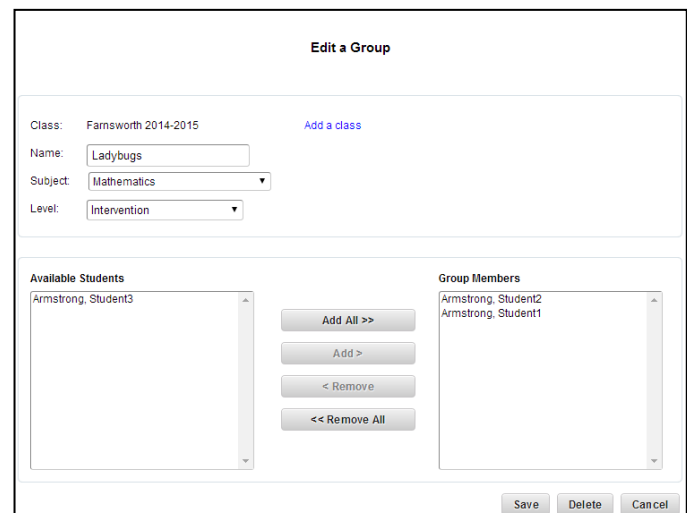 Edit a Group
Class: Farnsworth 2014-2015 Add a class
Name: Ladybugs
Subject: Mathematics
Level: Intervention
Available Students
Armstrong, Student3
Add All >>
Add >
< Remove
<< Remove All
Group Members
Armstrong, Student2
Armstrong, Student1
Save Delete Cancel